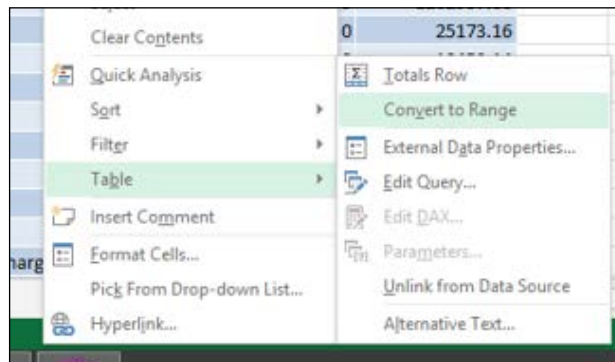 Clear Contents
0 25173.16
Quick Analysis
Totals Row
Sort
Convert to Range
Filter
External Data Properties...
Table
Edit Query...
Insert Comment
Edit DAX...
Format Cells...
Parameters...
Pick From Drop-down List...
Unlink from Data Source
Hyperlink...
Alternative Text...